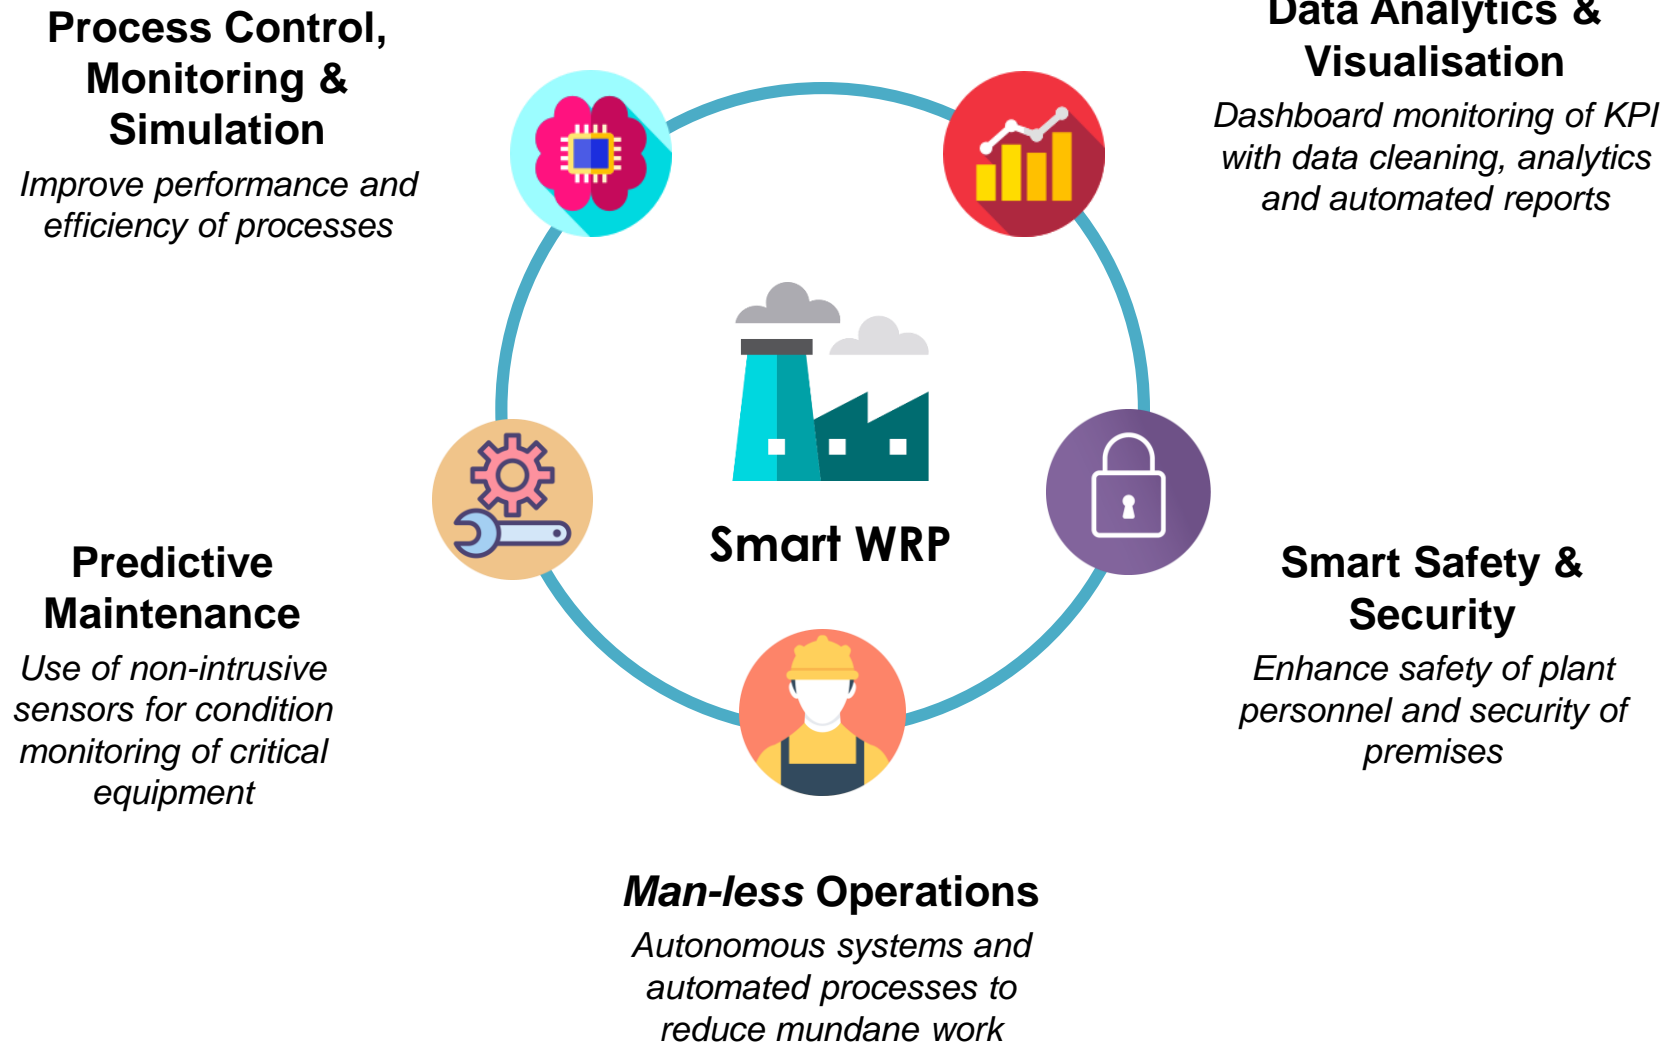 Process Control,
Monitoring &
Simulation
Improve performance and
efficiency of processes
Data Analytics &
Visualisation
Dashboard monitoring of KPI
with data cleaning, analytics
and automated reports
Smart WRP
Predictive
Maintenance
Use of non-intrusive
sensors for condition
monitoring of critical
equipment
Smart Safety &
Security
Enhance safety of plant
personnel and security of
premises
Man-less Operations
Autonomous systems and
automated processes to
reduce mundane work